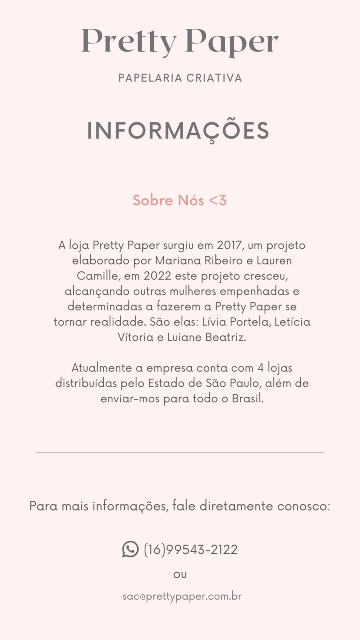 Pretty Paper
PAPELARIA CRIATIVA
INFORMAÇÕES
Sobre Nós <3
A loja Pretty Paper surgiu em 2017, um projeto
elaborado por Mariana Ribeiro e Lauren
Camille, em 2022 este projeto cresceu,
alcançando outras mulheres empenhadas e
determinadas a fazerem a Pretty Paper se
tornar realidade. São elas: Lívia Portela, Letícia
Vítoria e Luiane Beatriz.
Atualmente a empresa conta com 4 lojas
distribuídas pelo Estado de São Paulo, além de
enviar-mos para todo o Brasil.
Para mais informações, fale diretamente conosco:
(16)99543-2122
ou
sac@prettypaper.com.br